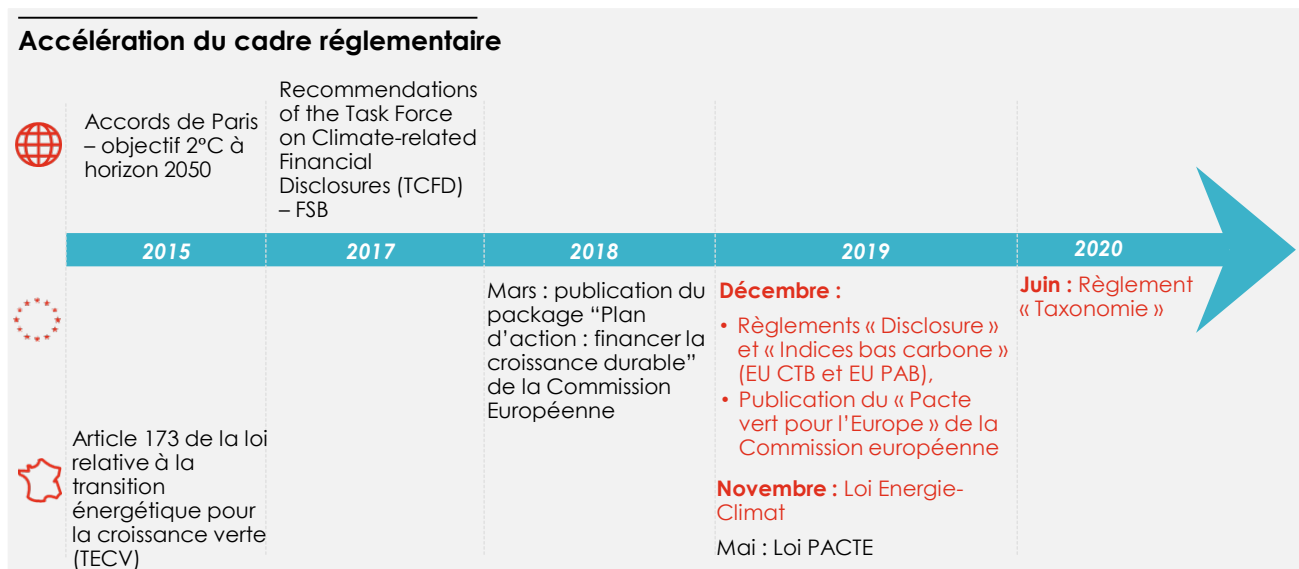 Accélération du cadre réglementaire
Accords de Paris
– objectif 2°C à
horizon 2050
Recommendations
of the Task Force
on Climate-related
Financial
Disclosures (TCFD)
– FSB
2015
2017
2018
2019
2020
Mars : publication du
package “Plan
d’action : financer la
croissance durable”
de la Commission
Européenne
Décembre :
• Règlements « Disclosure »
et « Indices bas carbone »
(EU CTB et EU PAB),
• Publication du « Pacte
vert pour l’Europe » de la
Commission européenne
Juin : Règlement
« Taxonomie »
Article 173 de la loi
relative à la
transition
énergétique pour
la croissance verte
(TECV)
Novembre : Loi Energie-
Climat
Mai : Loi PACTE